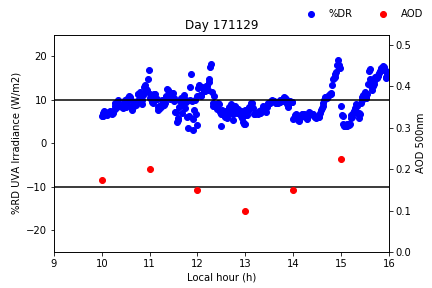 %DR AOD
Day 171129
%RD UVA Irradiance (W/m2)
20
10
0
−10
−20
0.5
0.4
0.3
0.2
0.1
0.0
AOD 500nm
9 10 11 12 13 14 15 16
Local hour (h)